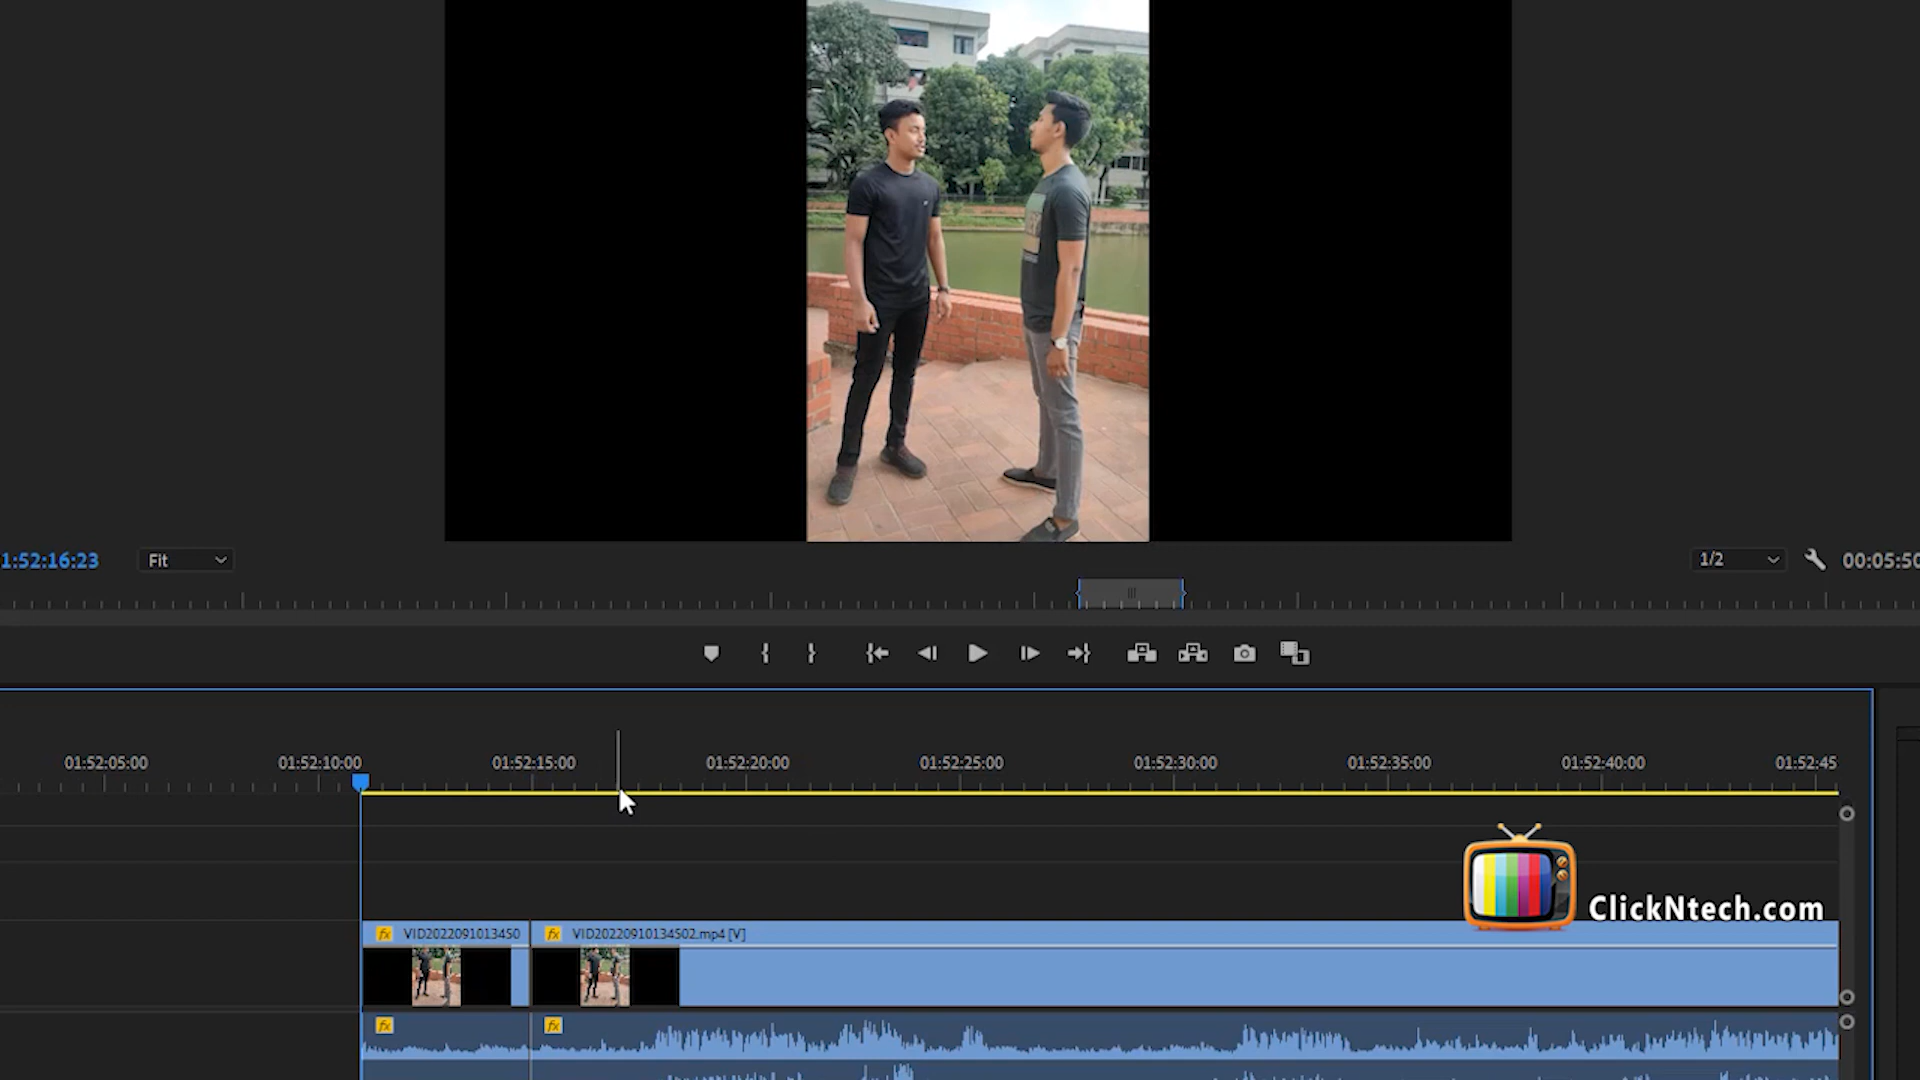 1:52:16:23
Fit
1/2
00:05:50
01:52:05:00
01:52:10:00
01:52:15:00
01:52:20:00
01:52:25:00
01:52:30:00
01:52:35:00
01:52:40:00
01:52:45
ClickNtech.com
fx VID2022091013450
fx VID20220910134502.mp4 [V]
fx
fx